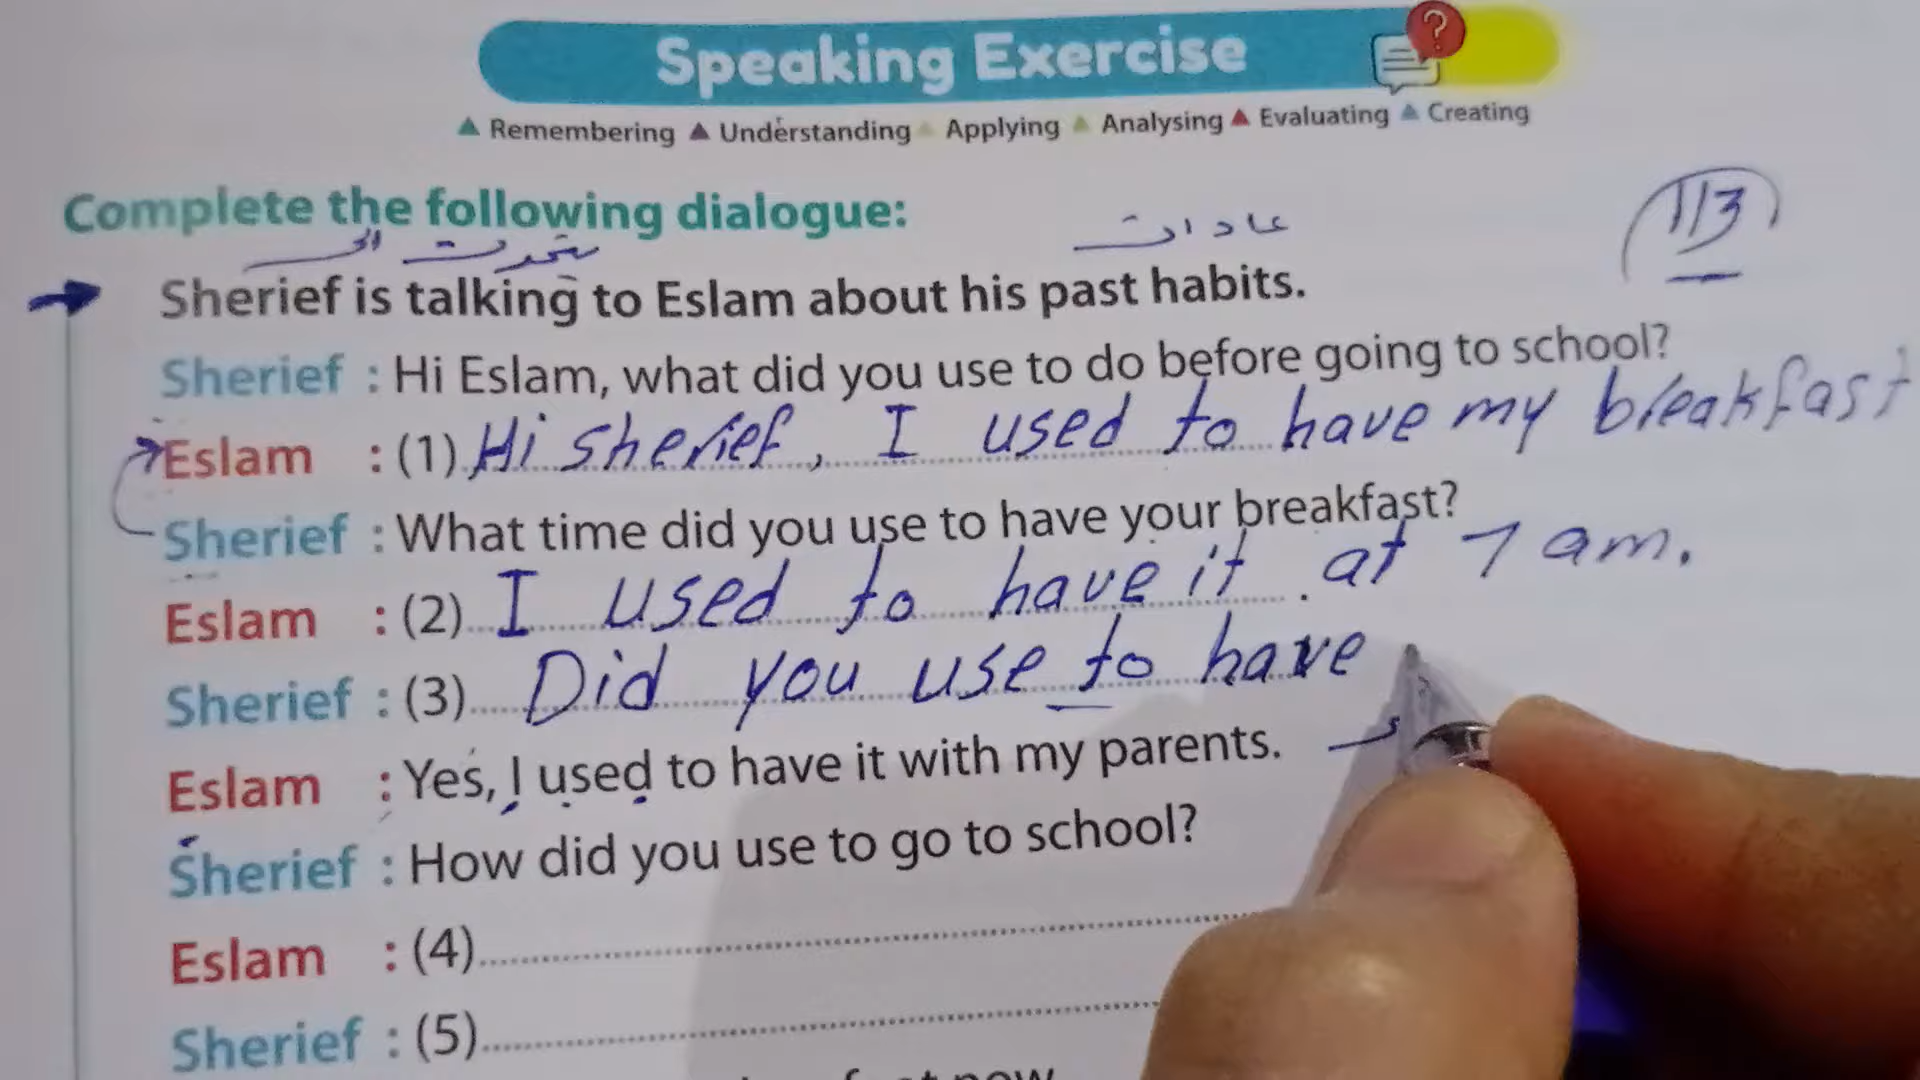 Speaking Exercise
?
Remembering Understanding Applying Analysing Evaluating Creating
Complete the following dialogue:
113
عادات
يتحدث الى
Sherief is talking to Eslam about his past habits.
Sherief : Hi Eslam, what did you use to do before going to school?
Eslam : (1) Hi Sherief, I used to have my breakfast
Sherief : What time did you use to have your breakfast?
Eslam : (2) I used to have it at 7 am.
Sherief : (3) Did you use to have
Eslam : Yes, I used to have it with my parents.
Sherief : How did you use to go to school?
Eslam : (4)
Sherief : (5)
now